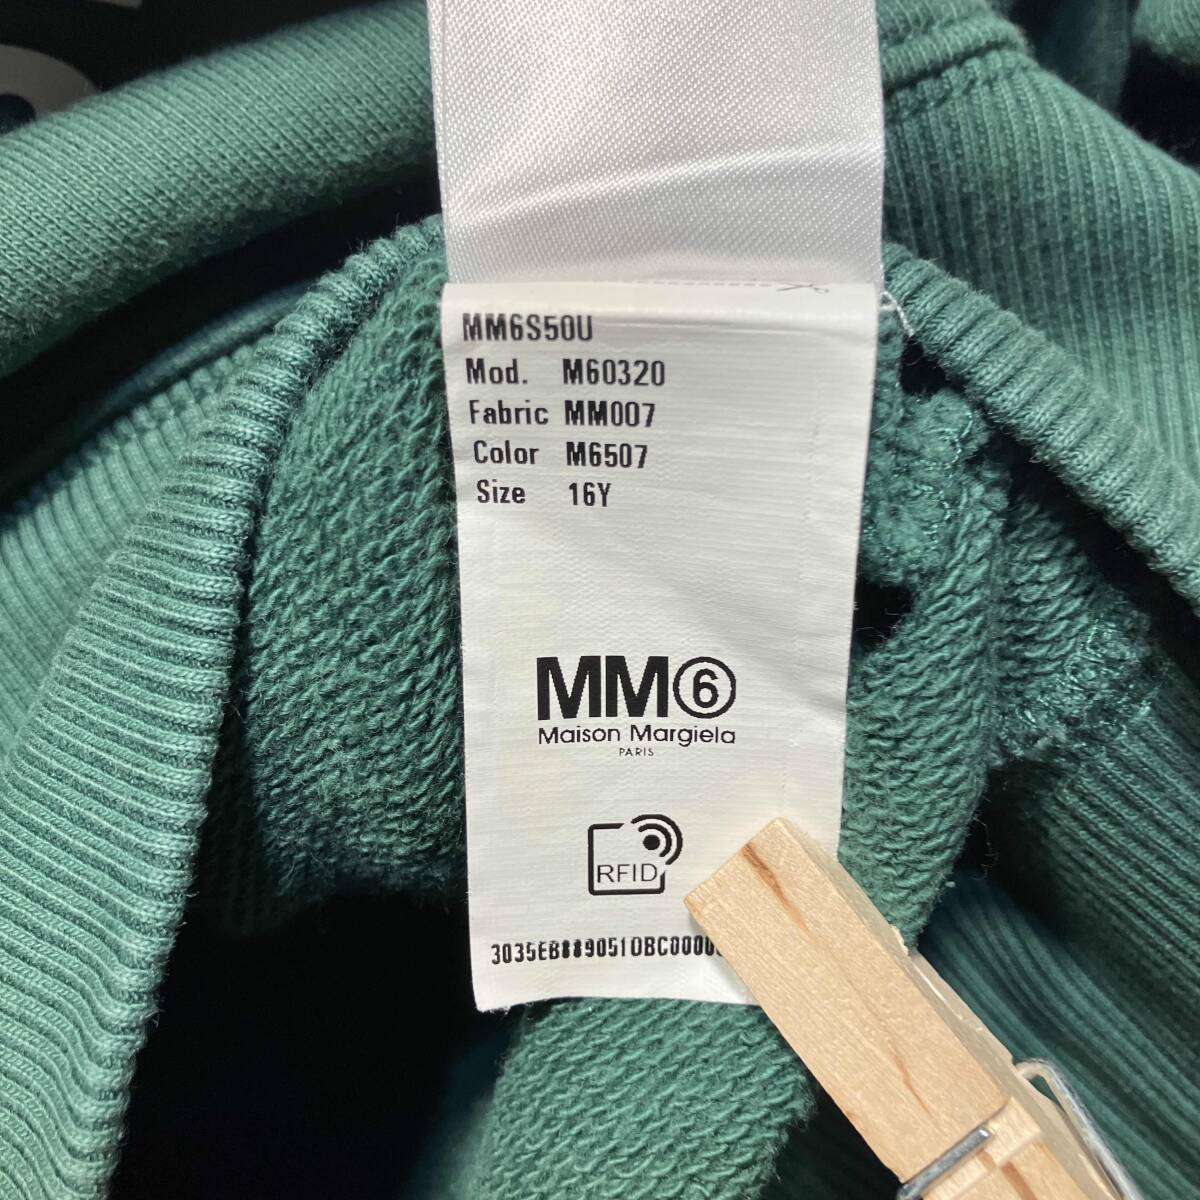 MM6S50U
Mod. M60320
Fabric MM007
Color M6507
Size 16Y
MM⑥
Maison Margiela
PARIS
RFID